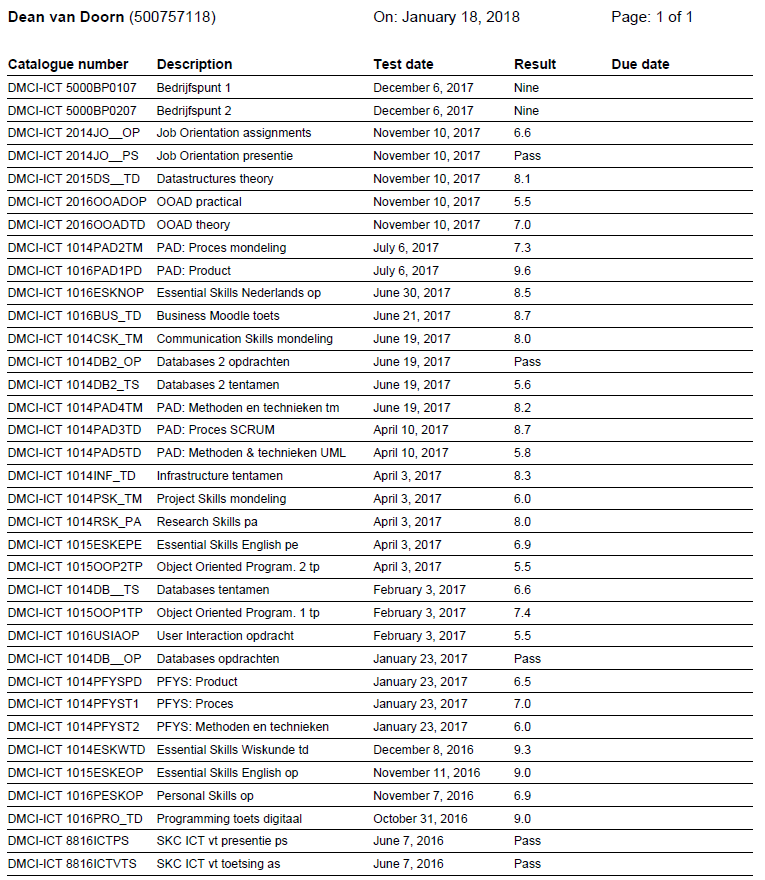 Dean van Doorn (500757118) On: January 18, 2018 Page: 1 of 1
Catalogue number Description Test date Result Due date
DMCI-ICT 5000BP0107 Bedrijfspunt 1 December 6, 2017 Nine
DMCI-ICT 5000BP0207 Bedrijfspunt 2 December 6, 2017 Nine
DMCI-ICT 2014JO__OP Job Orientation assignments November 10, 2017 6.6
DMCI-ICT 2014JO__PS Job Orientation presentie November 10, 2017 Pass
DMCI-ICT 2015DS__TD Datastructures theory November 10, 2017 8.1
DMCI-ICT 2016OOADOP OOAD practical November 10, 2017 5.5
DMCI-ICT 2016OOADTD OOAD theory November 10, 2017 7.0
DMCI-ICT 1014PAD2TM PAD: Proces mondeling July 6, 2017 7.3
DMCI-ICT 1016PAD1PD PAD: Product July 6, 2017 9.6
DMCI-ICT 1016ESKNOP Essential Skills Nederlands op June 30, 2017 8.5
DMCI-ICT 1016BUS_TD Business Moodle toets June 21, 2017 8.7
DMCI-ICT 1014CSK_TM Communication Skills mondeling June 19, 2017 8.0
DMCI-ICT 1014DB2_OP Databases 2 opdrachten June 19, 2017 Pass
DMCI-ICT 1014DB2_TS Databases 2 tentamen June 19, 2017 5.6
DMCI-ICT 1014PAD4TM PAD: Methoden en technieken tm June 19, 2017 8.2
DMCI-ICT 1014PAD3TD PAD: Proces SCRUM April 10, 2017 8.7
DMCI-ICT 1014PAD5TD PAD: Methoden & technieken UML April 10, 2017 5.8
DMCI-ICT 1014INF_TD Infrastructure tentamen April 3, 2017 8.3
DMCI-ICT 1014PSK_TM Project Skills mondeling April 3, 2017 6.0
DMCI-ICT 1014RSK_PA Research Skills pa April 3, 2017 8.0
DMCI-ICT 1015ESKEPE Essential Skills English pe April 3, 2017 6.9
DMCI-ICT 1015OOP2TP Object Oriented Program. 2 tp April 3, 2017 5.5
DMCI-ICT 1014DB__TS Databases tentamen February 3, 2017 6.6
DMCI-ICT 1015OOP1TP Object Oriented Program. 1 tp February 3, 2017 7.4
DMCI-ICT 1016USIAOP User Interaction opdracht February 3, 2017 5.5
DMCI-ICT 1014DB__OP Databases opdrachten January 23, 2017 Pass
DMCI-ICT 1014PFYSPD PFYS: Product January 23, 2017 6.5
DMCI-ICT 1014PFYST1 PFYS: Proces January 23, 2017 7.0
DMCI-ICT 1014PFYST2 PFYS: Methoden en technieken January 23, 2017 6.0
DMCI-ICT 1014ESKWTD Essential Skills Wiskunde td December 8, 2016 9.3
DMCI-ICT 1015ESKEOP Essential Skills English op November 11, 2016 9.0
DMCI-ICT 1016PESKOP Personal Skills op November 7, 2016 6.9
DMCI-ICT 1016PRO_TD Programming toets digitaal October 31, 2016 9.0
DMCI-ICT 8816ICTPS SKC ICT vt presentie ps June 7, 2016 Pass
DMCI-ICT 8816ICTVTS SKC ICT vt toetsing as June 7, 2016 Pass